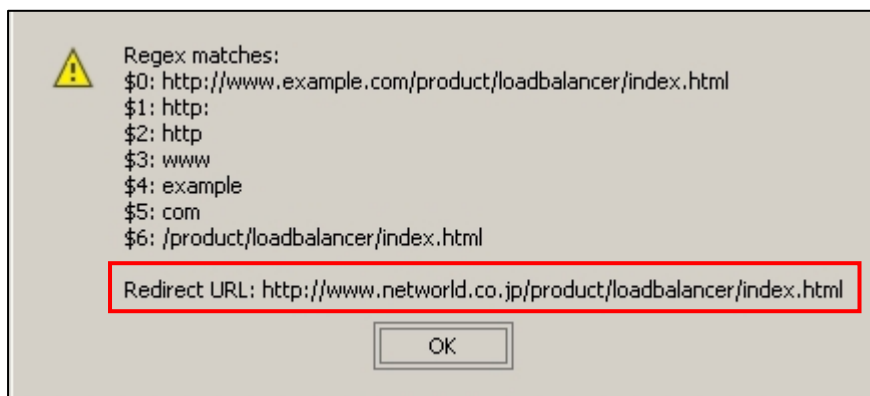 Regex matches:
$0: http://www.example.com/product/loadbalancer/index.html
$1: http:
$2: http
$3: www
$4: example
$5: com
$6: /product/loadbalancer/index.html
Redirect URL: http://www.networld.co.jp/product/loadbalancer/index.html
OK